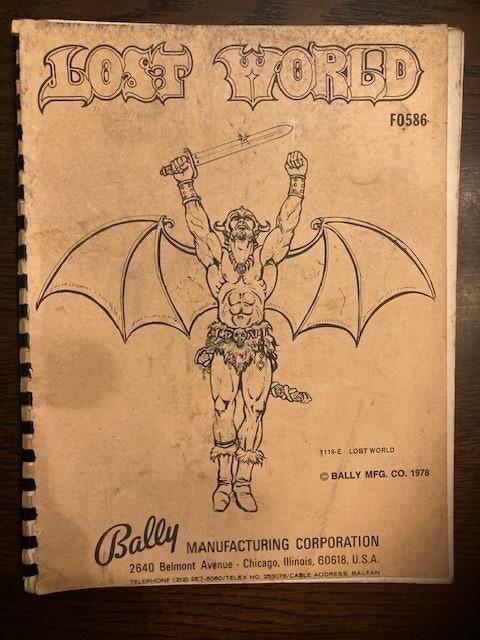 LOST WORLD
FO586
1119-E LOST WORLD
© BALLY MFG. CO. 1978
Bally MANUFACTURING CORPORATION
2640 Belmont Avenue - Chicago, Illinois, 60618, U.S.A.
TELEPHONE (312) 267-6060/TELEX NO. 253076/CABLE ADDRESS BALFAN